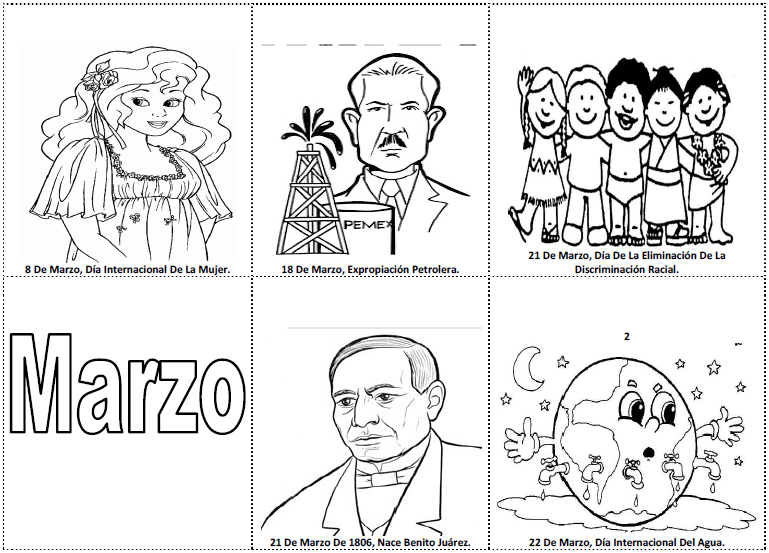 8 De Marzo, Día Internacional De La Mujer.
PEMEX
18 De Marzo, Expropiación Petrolera.
21 De Marzo, Día De La Eliminación De La
Discriminación Racial.
Marzo
21 De Marzo De 1806, Nace Benito Juárez.
2
22 De Marzo, Día Internacional Del Agua.